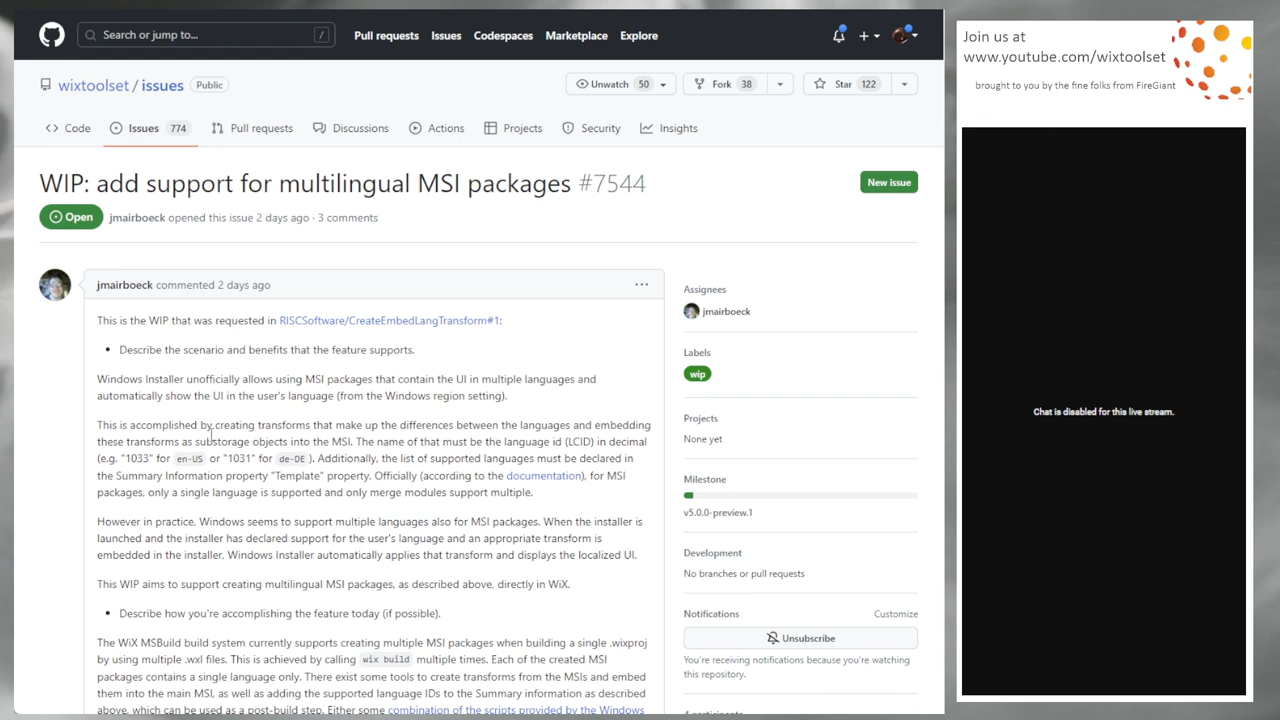 Search or jump to...
/
Pull requests
Issues
Codespaces
Marketplace
Explore
wixtoolset / issues
Public
Unwatch 50
Fork 38
Star 122
Code
Issues 774
Pull requests
Discussions
Actions
Projects
Security
Insights
WIP: add support for multilingual MSI packages #7544
New issue
Open
jmairboeck opened this issue 2 days ago · 3 comments
jmairboeck commented 2 days ago
This is the WIP that was requested in RISCSoftware/CreateEmbedLangTransform#1:
• Describe the scenario and benefits that the feature supports.
Windows Installer unofficially allows using MSI packages that contain the UI in multiple languages and
automatically show the UI in the user's language (from the Windows region setting).
This is accomplished by creating transforms that make up the differences between the languages and embedding
these transforms as substorage objects into the MSI. The name of that must be the language id (LCID) in decimal
(e.g. "1033" for en-US or "1031" for de-DE ). Additionally, the list of supported languages must be declared in
the Summary Information property "Template" property. Officially (according to the documentation), for MSI
packages, only a single language is supported and only merge modules support multiple.
However in practice, Windows seems to support multiple languages also for MSI packages. When the installer is
launched and the installer has declared support for the user's language and an appropriate transform is
embedded in the installer, Windows Installer automatically applies that transform and displays the localized UI.
This WIP aims to support creating multilingual MSI packages, as described above, directly in WiX.
• Describe how you're accomplishing the feature today (if possible).
The WiX MSBuild build system currently supports creating multiple MSI packages when building a single .wixproj
by using multiple .wxl files. This is achieved by calling wix build multiple times. Each of the created MSI
packages contains a single language only. There exist some tools to create transforms from the MSIs and embed
them into the main MSI, as well as adding the supported language IDs to the Summary information as described
above, which can be used as a post-build step. Either some combination of the scripts provided by the Windows
Assignees
jmairboeck
Labels
wip
Projects
None yet
Milestone
v5.0.0-preview.1
Development
No branches or pull requests
Notifications
Customize
Unsubscribe
You're receiving notifications because you're watching
this repository.
4 participants
Join us at
www.youtube.com/wixtoolset
brought to you by the fine folks from FireGiant
Chat is disabled for this live stream.